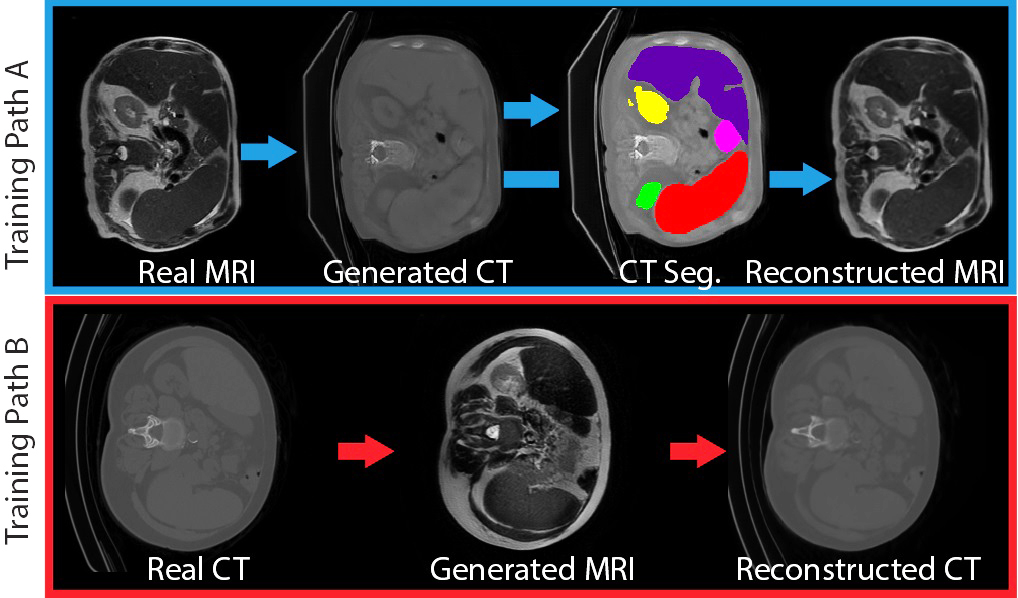 Training Path A
Real MRI
Generated CT
CT Seg.
Reconstructed MRI
Training Path B
Real CT
Generated MRI
Reconstructed CT